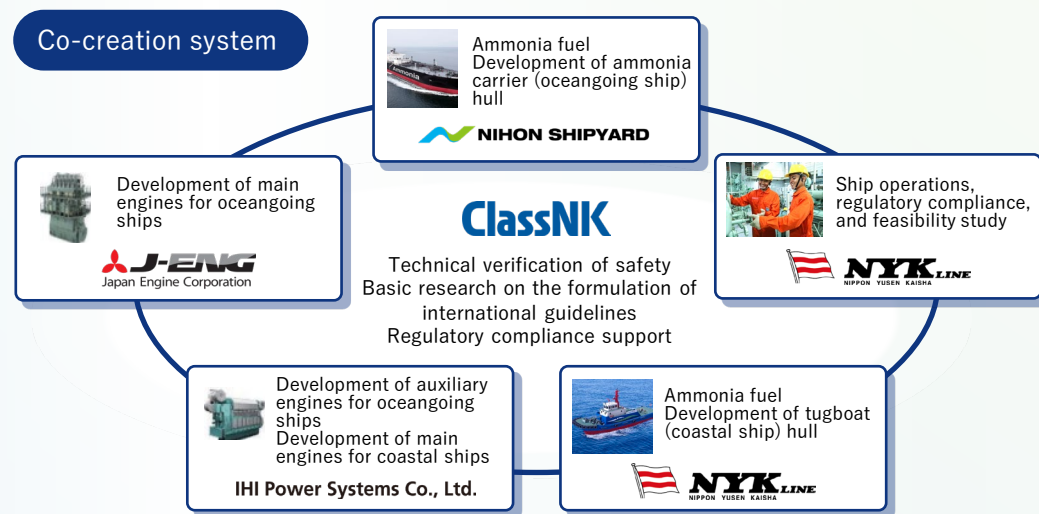 Co-creation system
Ammonia
Ammonia fuel
Development of ammonia
carrier (oceangoing ship)
hull
NIHON SHIPYARD
Development of main
engines for oceangoing
ships
J-ENG
Japan Engine Corporation
ClassNK
Technical verification of safety
Basic research on the formulation of
international guidelines
Regulatory compliance support
Ship operations,
regulatory compliance,
and feasibility study
NYK LINE
NIPPON YUSEN KAISHA
Development of auxiliary
engines for oceangoing
ships
Development of main
engines for coastal ships
IHI Power Systems Co., Ltd.
Ammonia fuel
Development of tugboat
(coastal ship) hull
NYK LINE
NIPPON YUSEN KAISHA